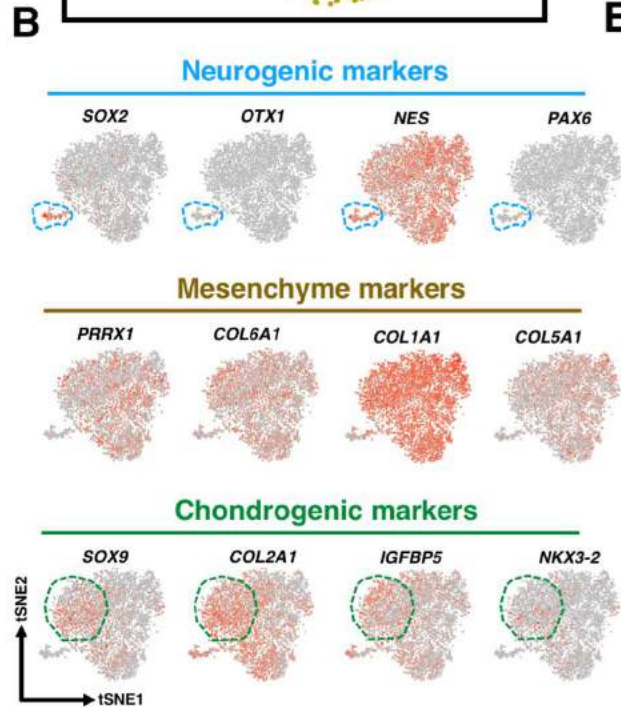 B
E
Neurogenic markers
SOX2 OTX1 NES PAX6
Mesenchyme markers
PRRX1 COL6A1 COL1A1 COL5A1
Chondrogenic markers
SOX9 COL2A1 IGFBP5 NKX3-2
tSNE2
tSNE1